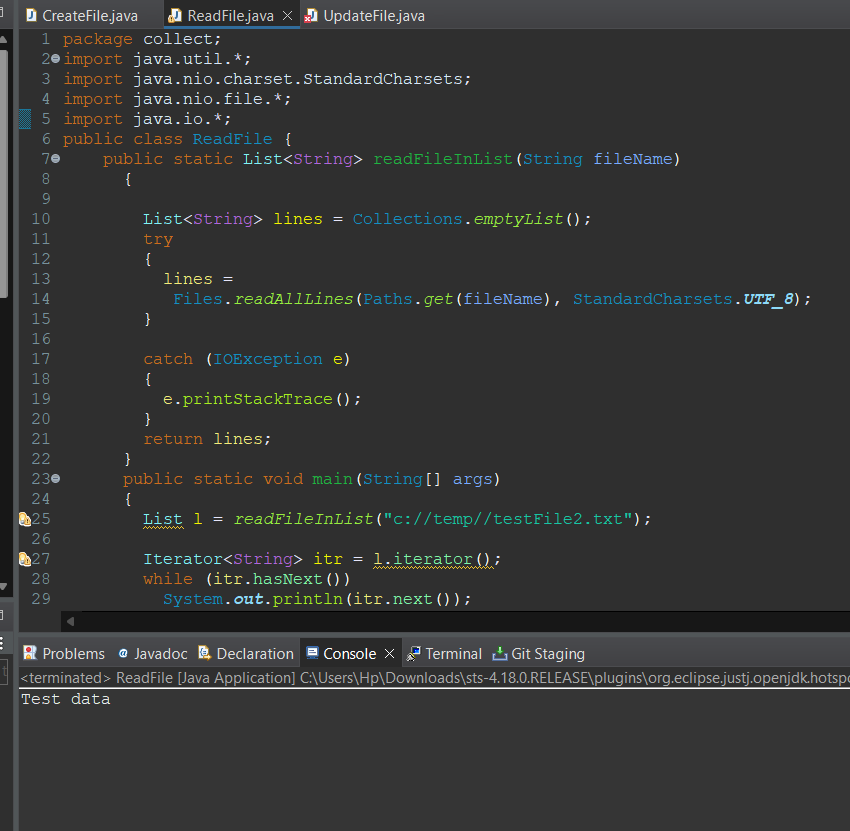 CreateFile.java ReadFile.java UpdateFile.java
1 package collect;
2 import java.util.*;
3 import java.nio.charset.StandardCharsets;
4 import java.nio.file.*;
5 import java.io.*;
6 public class ReadFile {
7     public static List<String> readFileInList(String fileName)
8       {
9
10         List<String> lines = Collections.emptyList();
11         try
12         {
13           lines =
14            Files.readAllLines(Paths.get(fileName), StandardCharsets.UTF_8);
15         }
16
17         catch (IOException e)
18         {
19           e.printStackTrace();
20         }
21         return lines;
22       }
23       public static void main(String[] args)
24       {
25         List l = readFileInList("c://temp//testFile2.txt");
26
27         Iterator<String> itr = l.iterator();
28         while (itr.hasNext())
29           System.out.println(itr.next());
Problems @ Javadoc Declaration Console Terminal Git Staging
<terminated> ReadFile [Java Application] C:\Users\Hp\Downloads\sts-4.18.0.RELEASE\plugins\org.eclipse.justj.openjdk.hotspo
Test data